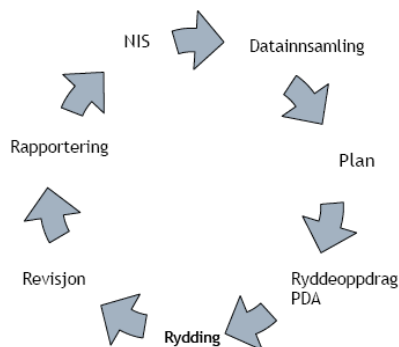 NIS
Datainnsamling
Plan
Ryddeoppdrag
PDA
Rydding
Revisjon
Rapportering